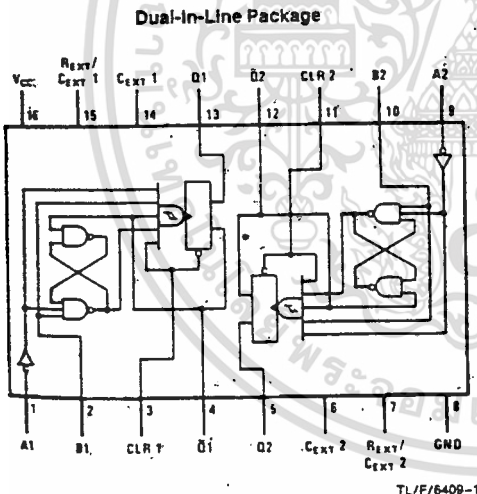 Dual-In-Line Package
VCC
REXT/
CEXT 1
CEXT 1
Q1
Q̄2
CLR 2
B2
A2
16 15 14 13 12 11 10 9
1 2 3 4 5 6 7 8
A1 B1 CLR 1 Q̄1 Q2 CEXT 2 REXT/
CEXT 2
GND
TL/F/6409-1